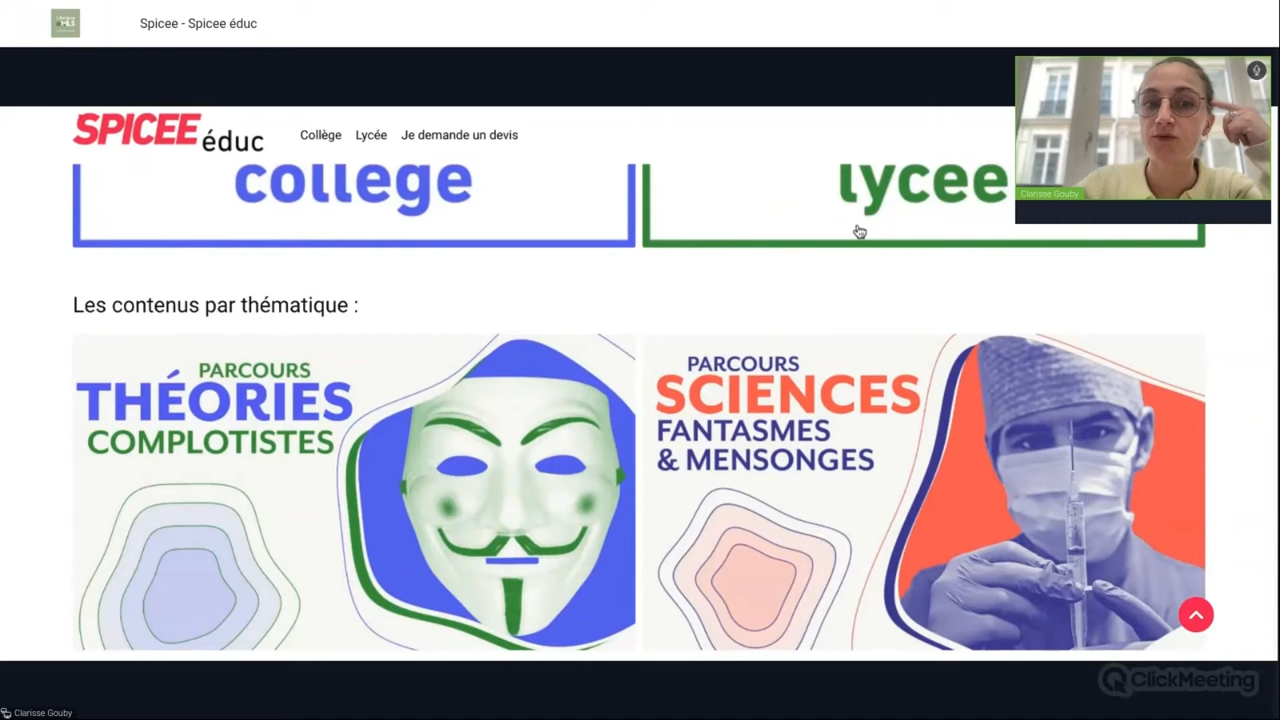 Spicee - Spicee éduc
SPICEE éduc
Collège
Lycée
Je demande un devis
college
lycee
Clarisse Gouby
Les contenus par thématique :
PARCOURS
THÉORIES
COMPLOTISTES
PARCOURS
SCIENCES
FANTASMES
& MENSONGES
ClickMeeting
Clarisse Gouby